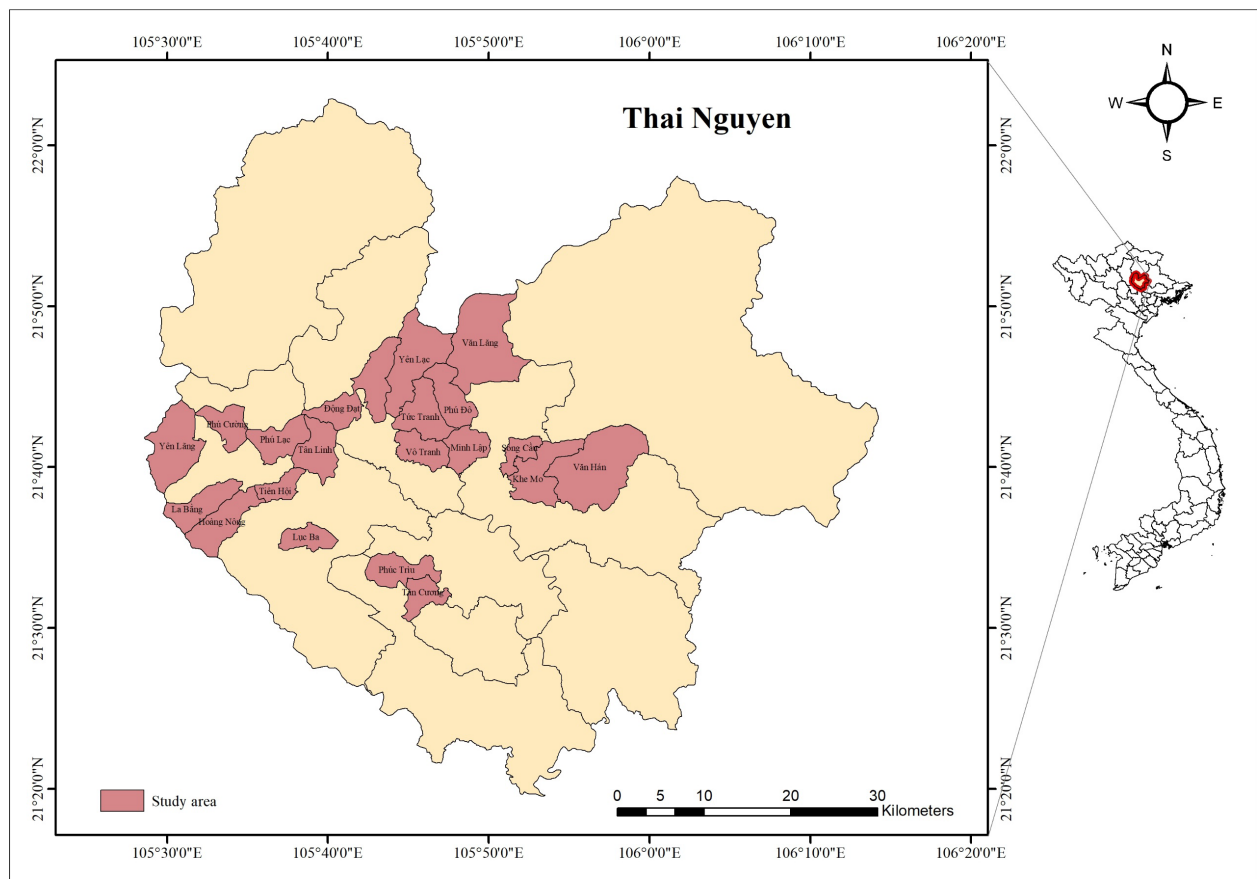 105°30'0"E 105°40'0"E 105°50'0"E 106°0'0"E 106°10'0"E 106°20'0"E
N
W E
S
Thai Nguyen
22°0'0"N 22°0'0"N
21°50'0"N 21°50'0"N
21°40'0"N 21°40'0"N
21°30'0"N 21°30'0"N
21°20'0"N 21°20'0"N
Văn Lăng
Yên Lạc
Động Đạt
Phú Cường
Tức Tranh
Phú Đô
Yên Lãng
Phú Lạc
Tân Linh
Vô Tranh
Minh Lập
Sông Cầu
Văn Hán
Khe Mo
Tiên Hội
La Bằng
Hoàng Nông
Lục Ba
Phúc Trìu
Tân Cương
Study area
0 5 10 20 30
Kilometers
105°30'0"E 105°40'0"E 105°50'0"E 106°0'0"E 106°10'0"E 106°20'0"E